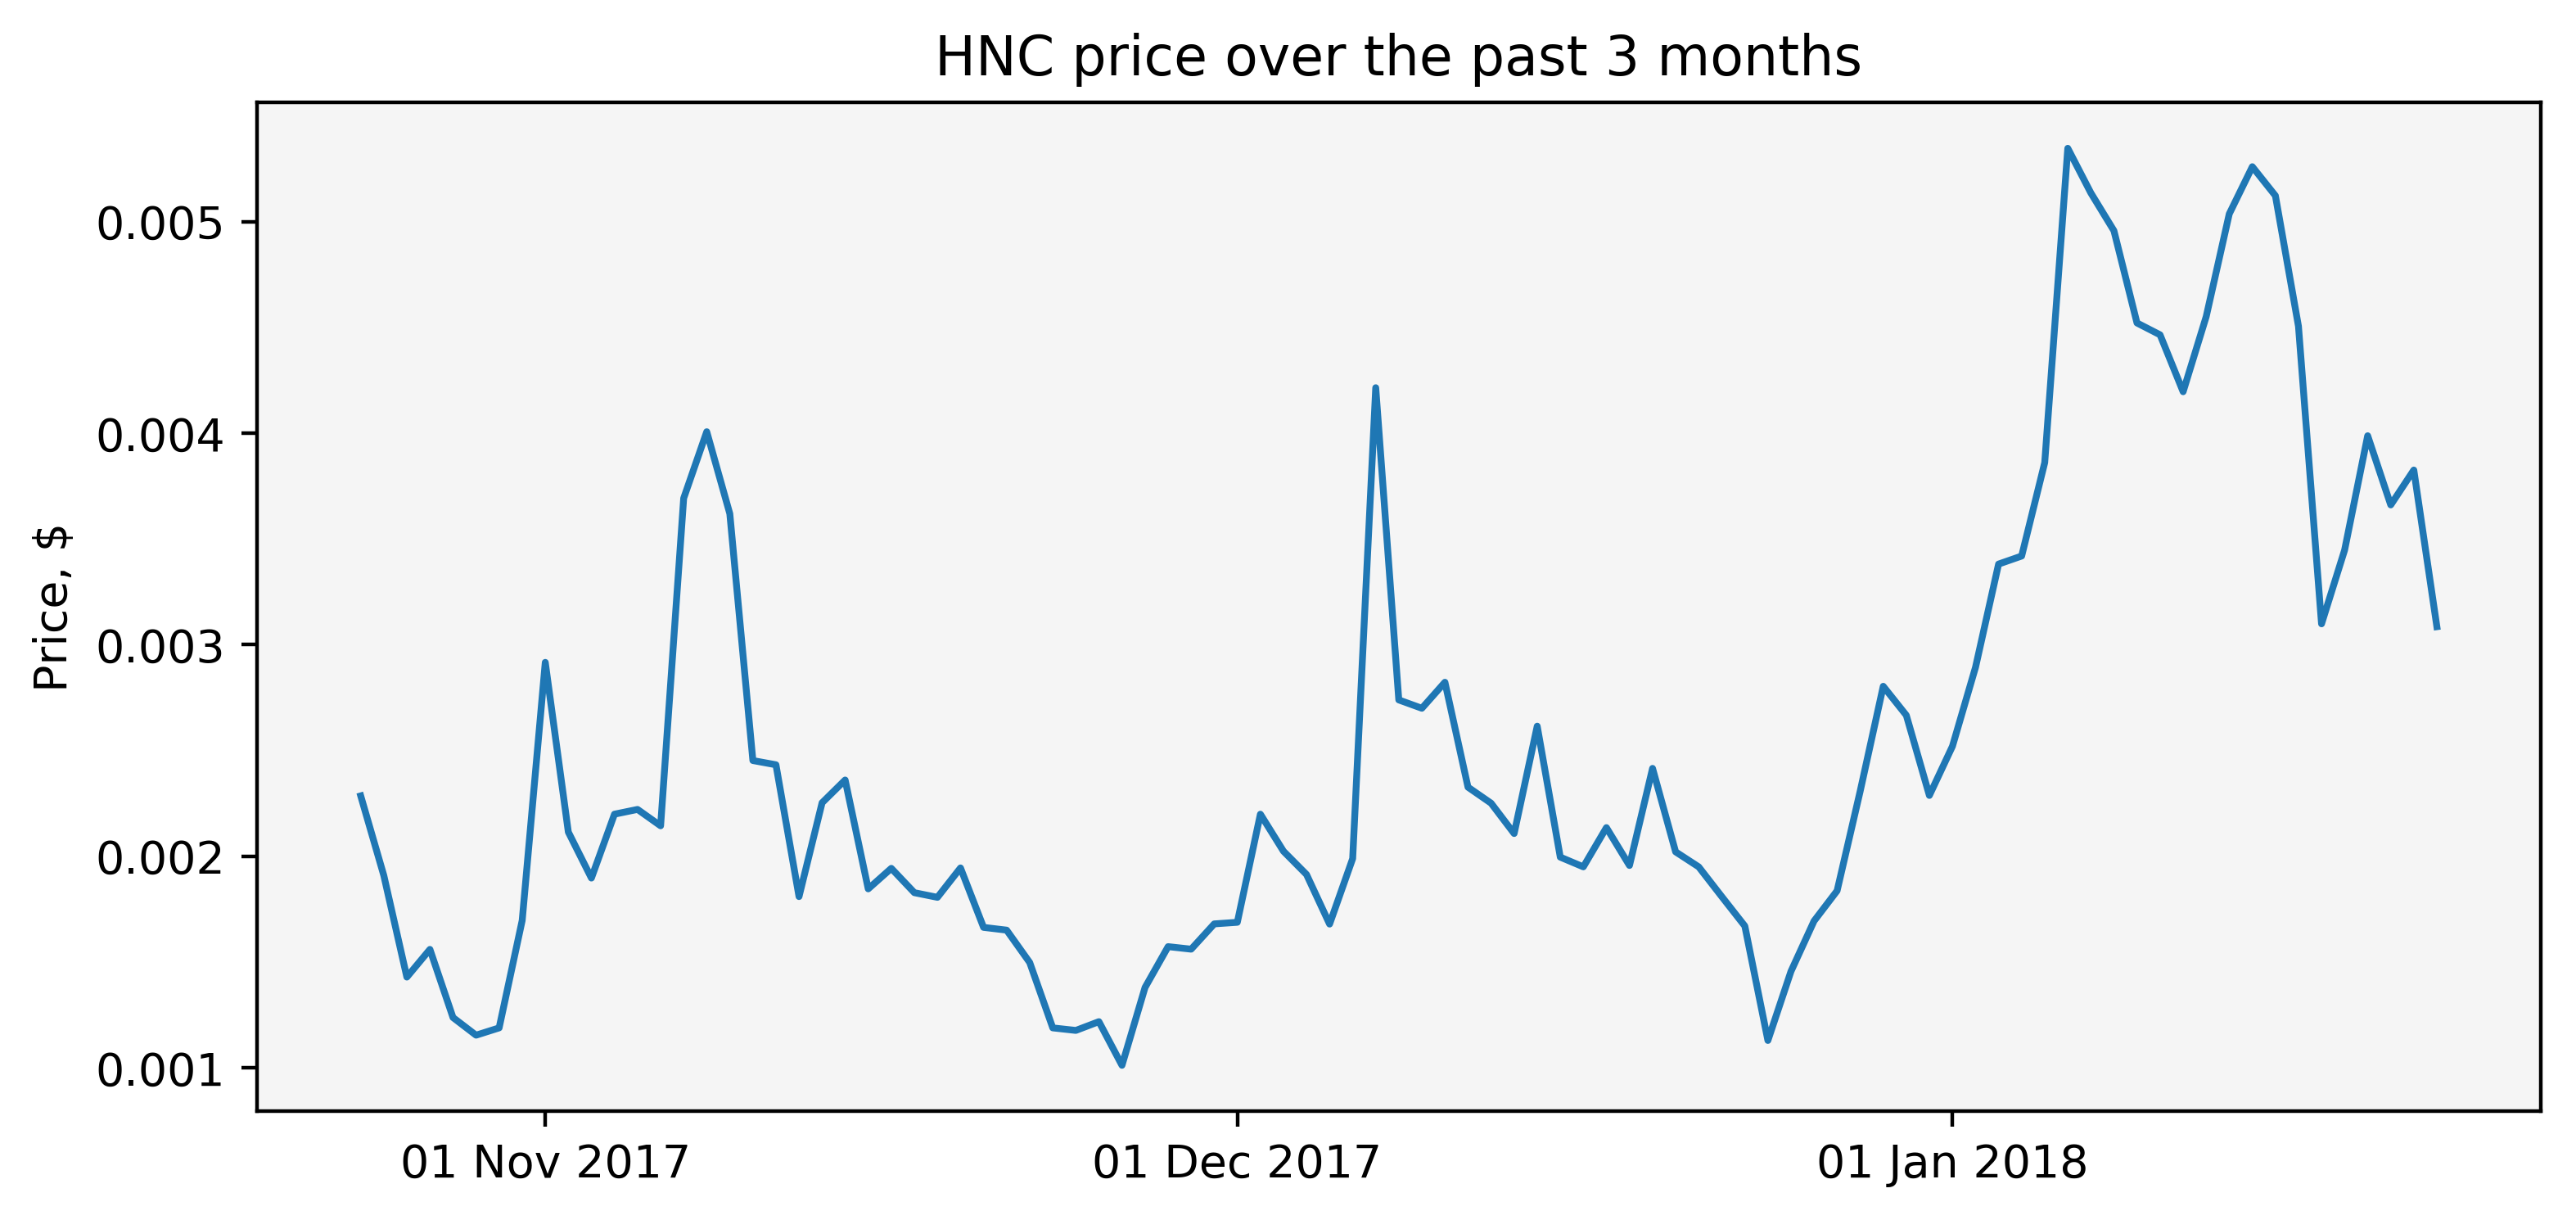 HNC price over the past 3 months
Price, $
0.005
0.004
0.003
0.002
0.001
01 Nov 2017
01 Dec 2017
01 Jan 2018